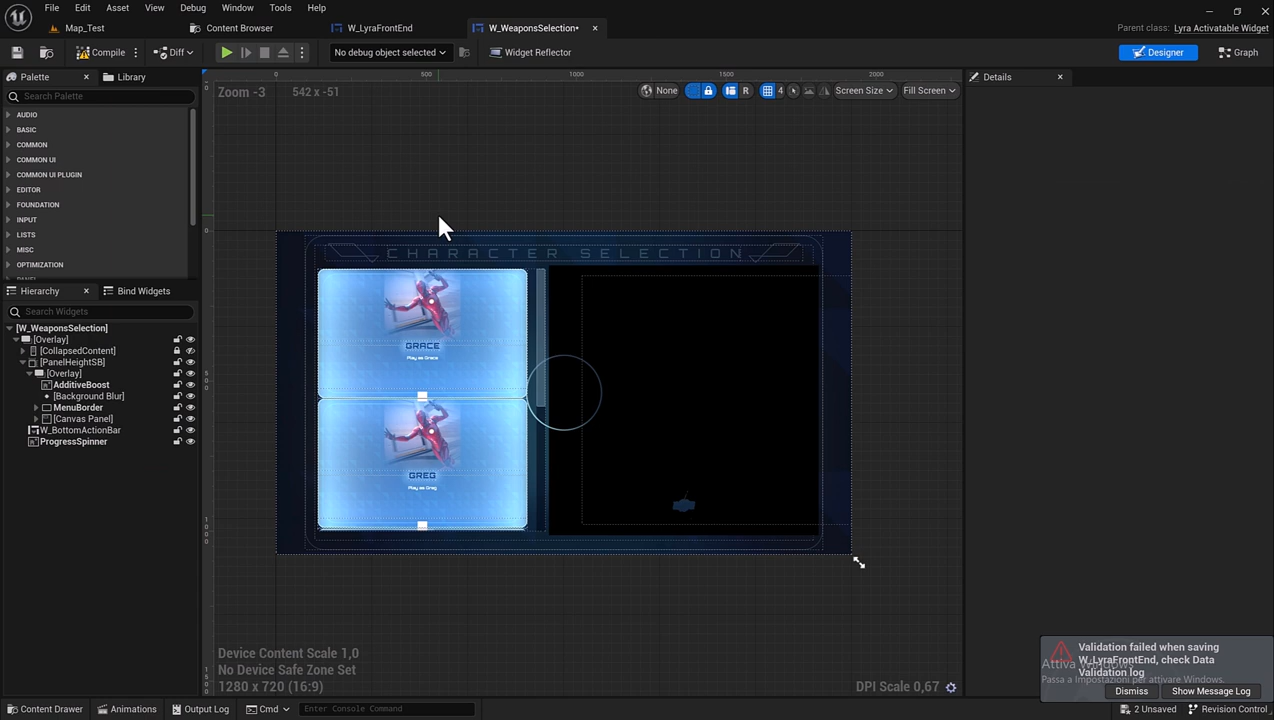 File Edit Asset View Debug Window Tools Help
Map_Test Content Browser W_LyraFrontEnd W_WeaponsSelection•
Parent class: Lyra Activatable Widget
Compile Diff No debug object selected Widget Reflector Designer Graph
Palette Library
Search Palette
AUDIO
BASIC
COMMON
COMMON UI
COMMON UI PLUGIN
EDITOR
FOUNDATION
INPUT
LISTS
MISC
OPTIMIZATION
Hierarchy Bind Widgets
Search Widgets
[W_WeaponsSelection]
[Overlay]
[CollapsedContent]
[PanelHeightSB]
[Overlay]
AdditiveBoost
[Background Blur]
MenuBorder
[Canvas Panel]
W_BottomActionBar
ProgressSpinner
0 500 1000 1500 2000
Zoom -3 542 x -51
None R 4 Screen Size Fill Screen
CHARACTER SELECTION
GRACE
Play as Grace
GREG
Play as Greg
Device Content Scale 1,0
No Device Safe Zone Set
1280 x 720 (16:9)
DPI Scale 0,67
Details
Validation failed when saving
W_LyraFrontEnd, check Data
Validation log
Attiva Windows
Passa a Impostazioni per attivare Windows.
Dismiss Show Message Log
Content Drawer Animations Output Log Cmd Enter Console Command 2 Unsaved Revision Control